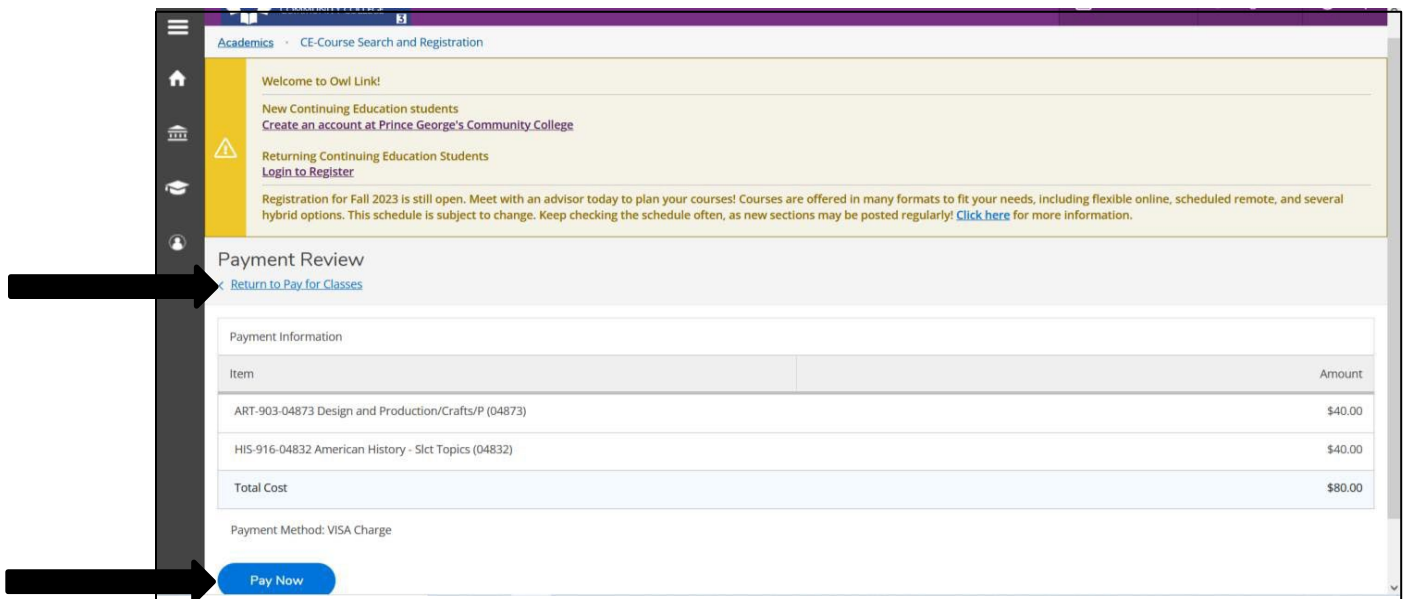 3
Academics · CE-Course Search and Registration
Welcome to Owl Link!
New Continuing Education students
Create an account at Prince George's Community College
Returning Continuing Education Students
Login to Register
Registration for Fall 2023 is still open. Meet with an advisor today to plan your courses! Courses are offered in many formats to fit your needs, including flexible online, scheduled remote, and several
hybrid options. This schedule is subject to change. Keep checking the schedule often, as new sections may be posted regularly! Click here for more information.
Payment Review
< Return to Pay for Classes
Payment Information
Item Amount
ART-903-04873 Design and Production/Crafts/P (04873) $40.00
HIS-916-04832 American History - Slct Topics (04832) $40.00
Total Cost $80.00
Payment Method: VISA Charge
Pay Now